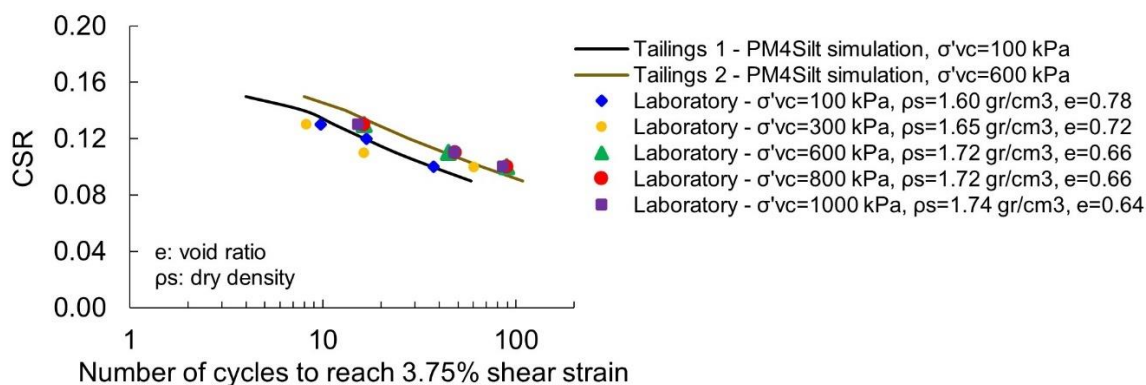 0.20
0.16
0.12
0.08
0.04
0.00
CSR
e: void ratio
ρs: dry density
1
10
100
Number of cycles to reach 3.75% shear strain
Tailings 1 - PM4Silt simulation, σ'vc=100 kPa
Tailings 2 - PM4Silt simulation, σ'vc=600 kPa
Laboratory - σ'vc=100 kPa, ρs=1.60 gr/cm3, e=0.78
Laboratory - σ'vc=300 kPa, ρs=1.65 gr/cm3, e=0.72
Laboratory - σ'vc=600 kPa, ρs=1.72 gr/cm3, e=0.66
Laboratory - σ'vc=800 kPa, ρs=1.72 gr/cm3, e=0.66
Laboratory - σ'vc=1000 kPa, ρs=1.74 gr/cm3, e=0.64